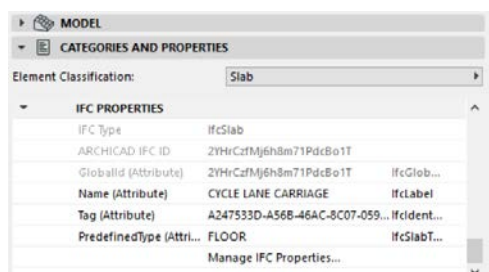 MODEL
CATEGORIES AND PROPERTIES
Element Classification: Slab
IFC PROPERTIES
IFC Type IfcSlab
ARCHICAD IFC ID 2YHrCzfMj6h8m71PdcBo1T
GlobalId (Attribute) 2YHrCzfMj6h8m71PdcBo1T IfcGlob...
Name (Attribute) CYCLE LANE CARRIAGE IfcLabel
Tag (Attribute) A247533D-A56B-46AC-8C07-059... IfcIdent...
PredefinedType (Attri... FLOOR IfcSlabT...
Manage IFC Properties...